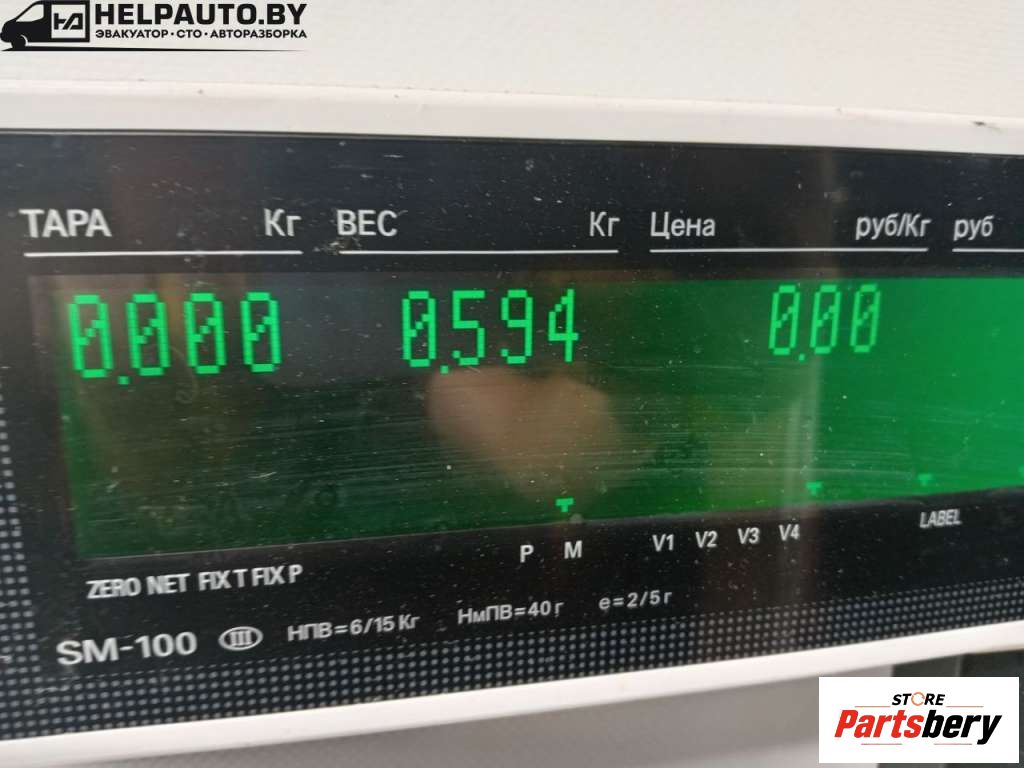 HELPAUTO.BY
ЭВАКУАТОР • СТО • АВТОРАЗБОРКА
ТАРА Кг ВЕС Кг Цена руб/Кг руб
0.000 0.594 0.00
P M V1 V2 V3 V4 LABEL
ZERO NET FIX T FIX P
SM-100 III НПВ=6/15 Кг НмПВ=40 г e=2/5 г
STORE
Partsbery